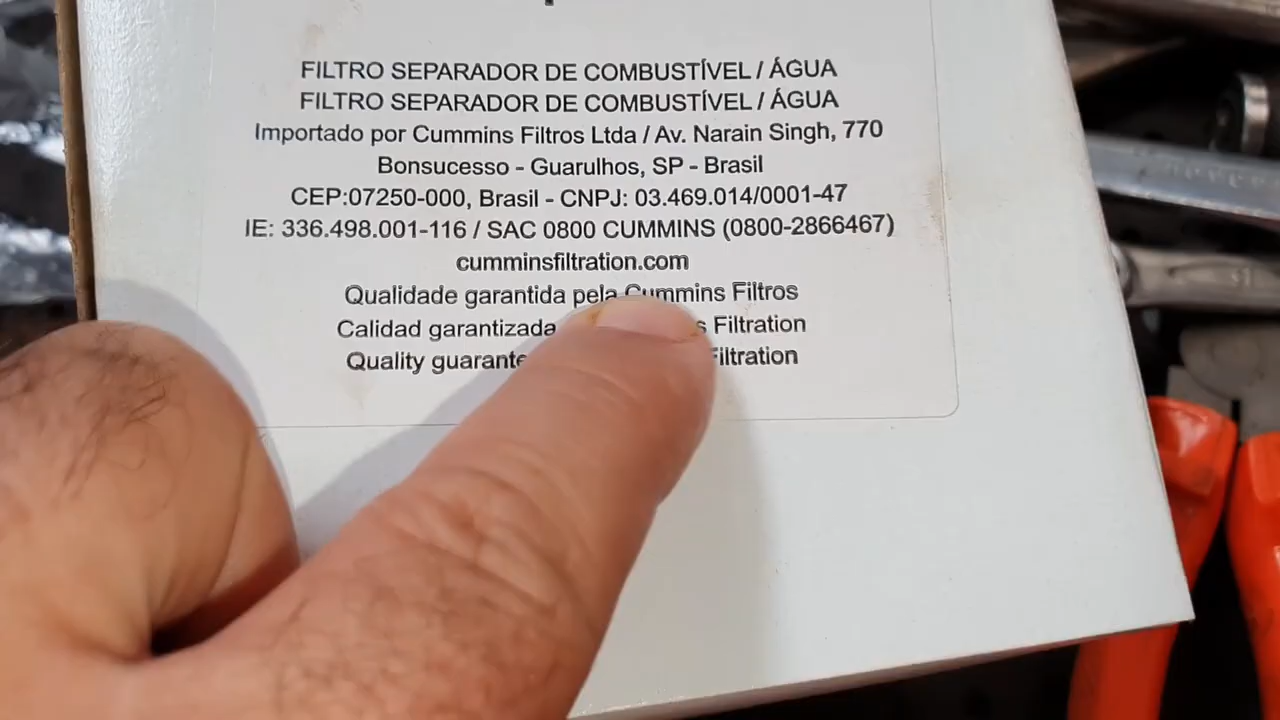 FILTRO SEPARADOR DE COMBUSTÍVEL / ÁGUA
FILTRO SEPARADOR DE COMBUSTÍVEL / ÁGUA
Importado por Cummins Filtros Ltda / Av. Narain Singh, 770
Bonsucesso - Guarulhos, SP - Brasil
CEP:07250-000, Brasil - CNPJ: 03.469.014/0001-47
IE: 336.498.001-116 / SAC 0800 CUMMINS (0800-2866467)
cumminsfiltration.com
Qualidade garantida pela Cummins Filtros
Calidad garantizada Filtration
Quality Filtration